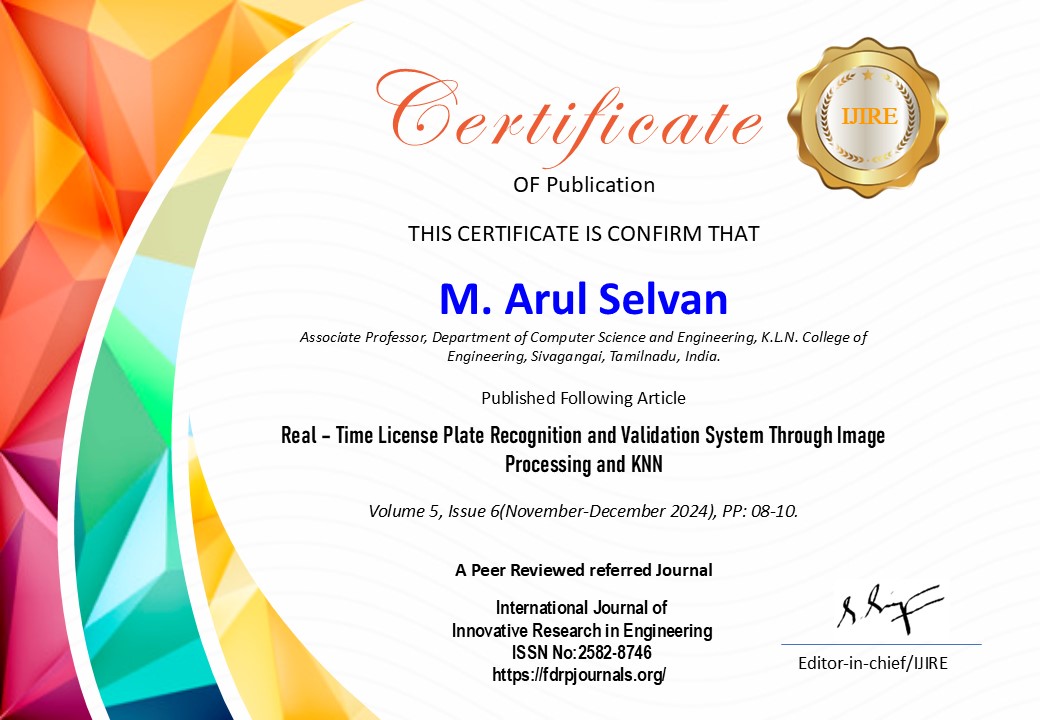 Certificate
IJIRE
OF Publication
THIS CERTIFICATE IS CONFIRM THAT
M. Arul Selvan
Associate Professor, Department of Computer Science and Engineering, K.L.N. College of
Engineering, Sivagangai, Tamilnadu, India.
Published Following Article
Real – Time License Plate Recognition and Validation System Through Image
Processing and KNN
Volume 5, Issue 6(November-December 2024), PP: 08-10.
A Peer Reviewed referred Journal
International Journal of
Innovative Research in Engineering
ISSN No:2582-8746
https://fdrpjournals.org/
Editor-in-chief/IJIRE